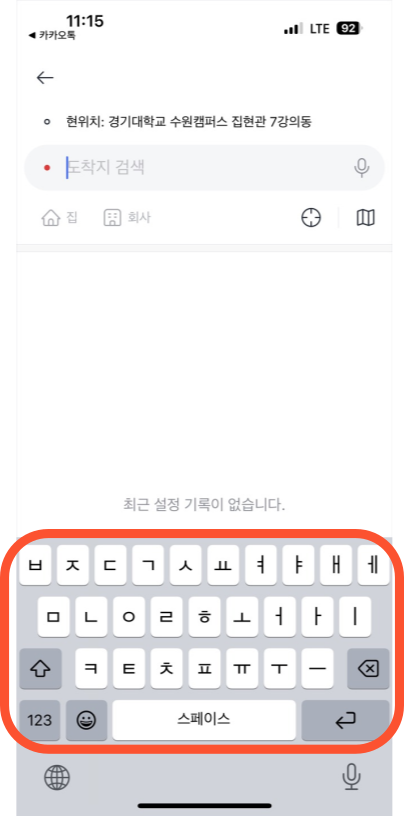 11:15
LTE 92
◀ 카카오톡
현위치: 경기대학교 수원캠퍼스 집현관 7강의동
도착지 검색
집 회사
최근 설정 기록이 없습니다.
ㅂ ㅈ ㄷ ㄱ ㅅ ㅛ ㅕ ㅑ ㅐ ㅔ
ㅁ ㄴ ㅇ ㄹ ㅎ ㅗ ㅓ ㅏ ㅣ
ㅋ ㅌ ㅊ ㅍ ㅠ ㅜ ㅡ
123 스페이스